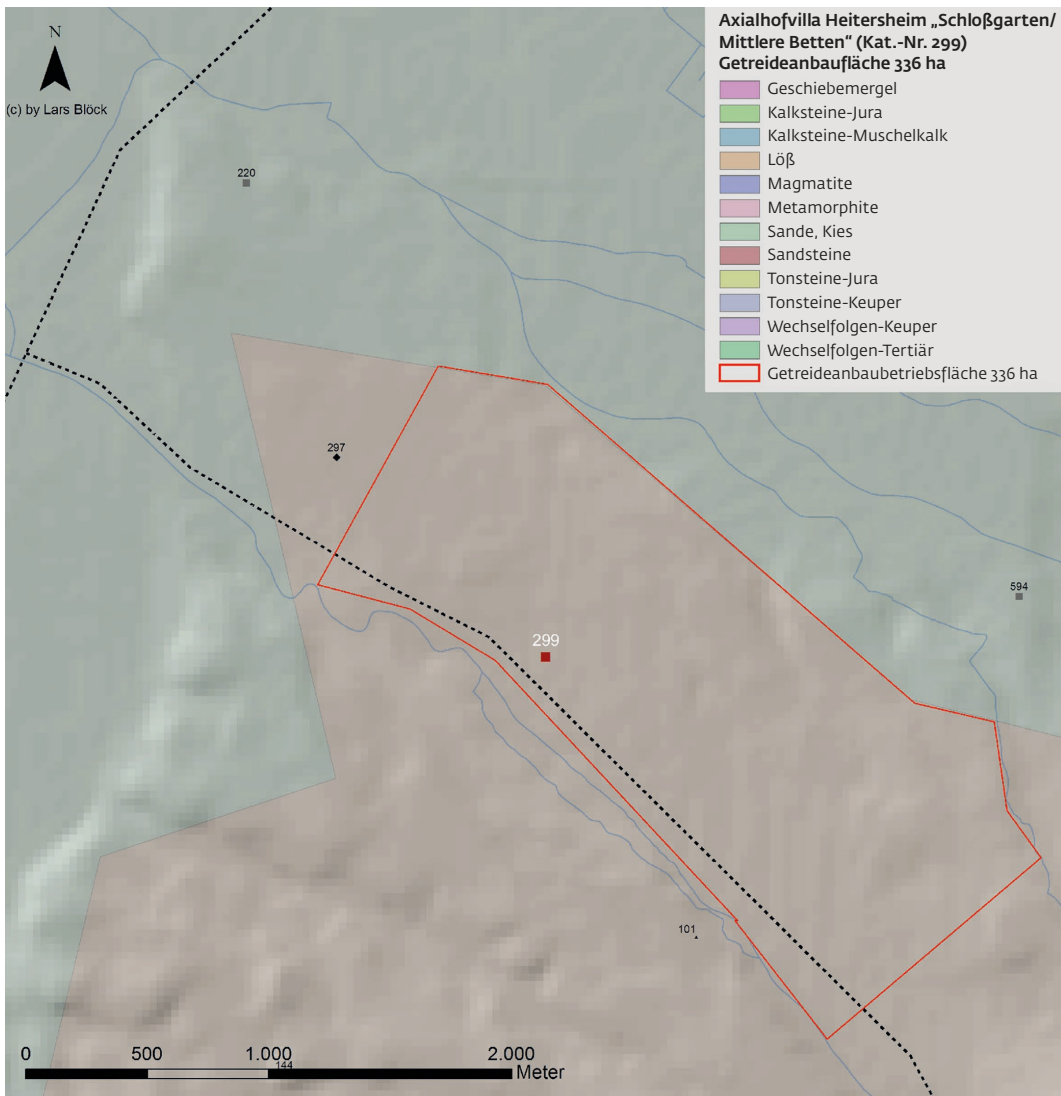 Axialhofvilla Heitersheim „Schloßgarten/
Mittlere Betten“ (Kat.-Nr. 299)
Getreideanbaufläche 336 ha
Geschiebemergel
Kalksteine-Jura
Kalksteine-Muschelkalk
Löß
Magmatite
Metamorphite
Sande, Kies
Sandsteine
Tonsteine-Jura
Tonsteine-Keuper
Wechselfolgen-Keuper
Wechselfolgen-Tertiär
Getreideanbaubetriebsfläche 336 ha
N
(c) by Lars Blöck
220
297
594
299
101
0 500 1.000 2.000
144
Meter